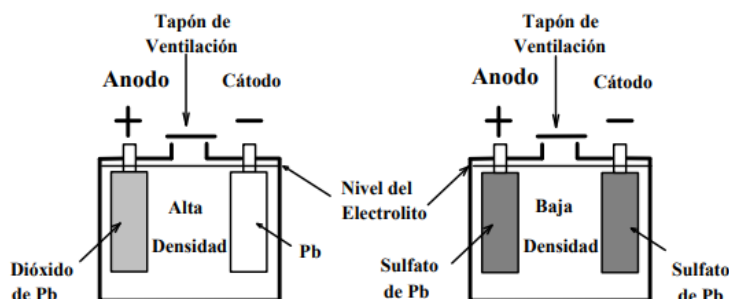 Tapón de
Ventilación
Anodo
Cátodo
+
−
Alta
Densidad
Dióxido
de Pb
Pb
Nivel del
Electrolito
Tapón de
Ventilación
Anodo
Cátodo
+
−
Baja
Densidad
Sulfato
de Pb
Sulfato
de Pb